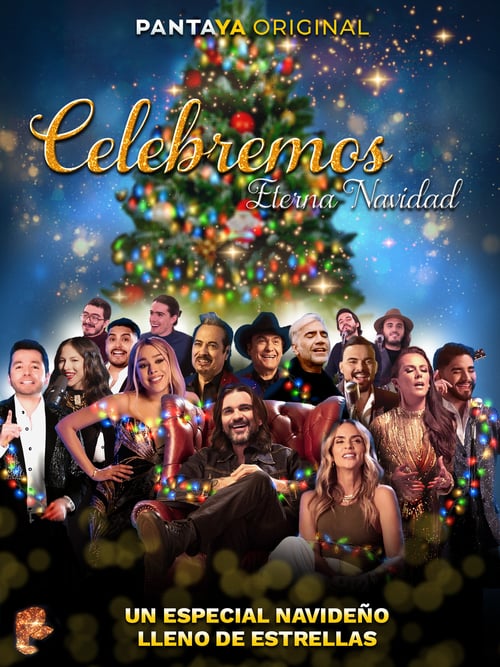 PANTAYA ORIGINAL
Celebremos
Eterna Navidad
UN ESPECIAL NAVIDEÑO
LLENO DE ESTRELLAS